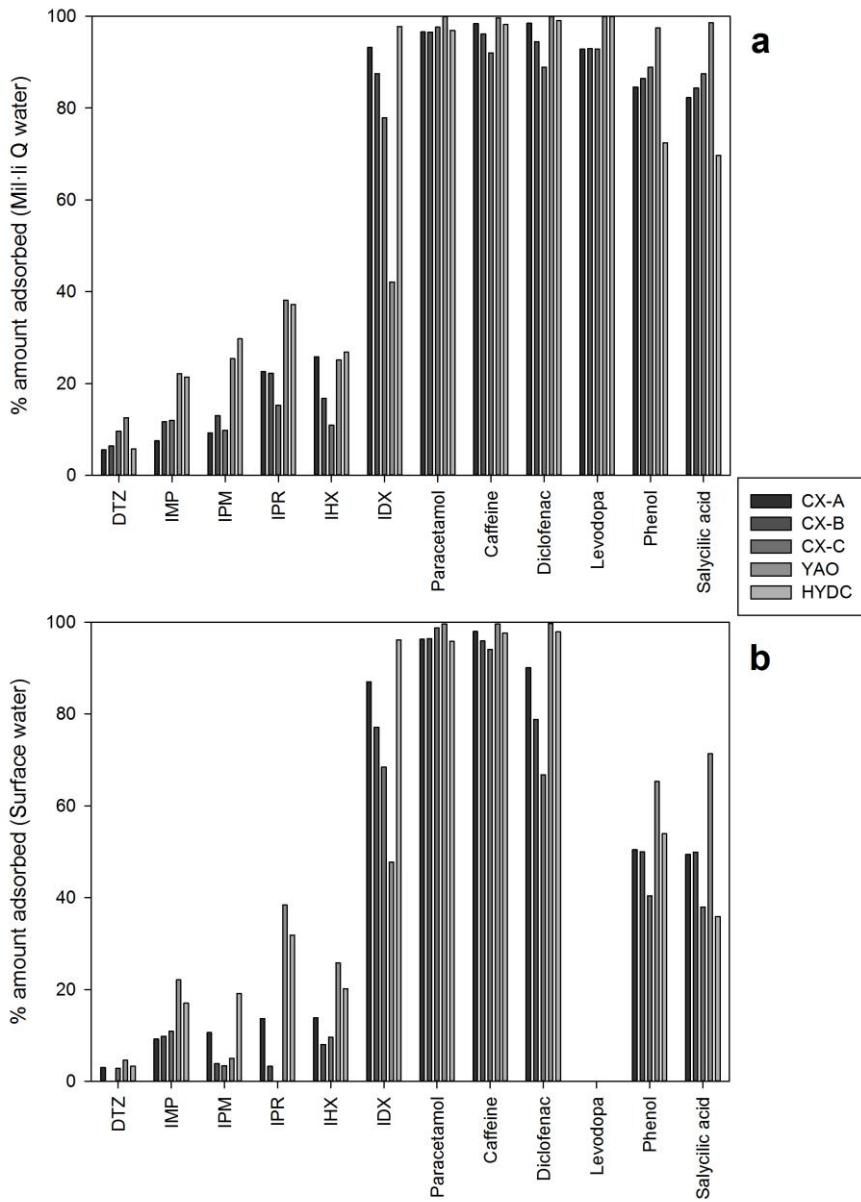 a
% amount adsorbed (Mil·li Q water)
100
80
60
40
20
0
DTZ
IMP
IPM
IPR
IHX
IDX
Paracetamol
Caffeine
Diclofenac
Levodopa
Phenol
Salycilic acid
CX-A
CX-B
CX-C
YAO
HYDC
b
% amount adsorbed (Surface water)
100
80
60
40
20
0
DTZ
IMP
IPM
IPR
IHX
IDX
Paracetamol
Caffeine
Diclofenac
Levodopa
Phenol
Salycilic acid